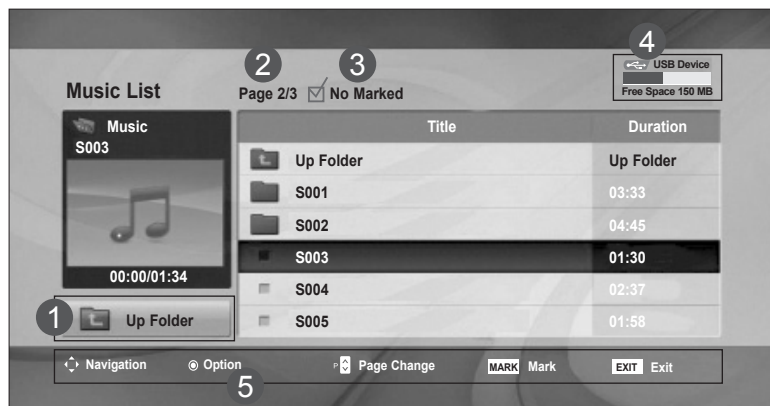 2
3
4
USB Device
Music List
Page 2/3
No Marked
Free Space 150 MB
Music
S003
00:00/01:34
1
Up Folder
Title Duration
Up Folder Up Folder
S001 03:33
S002 04:45
S003 01:30
S004 02:37
S005 01:58
Navigation Option P Page Change MARK Mark EXIT Exit
5